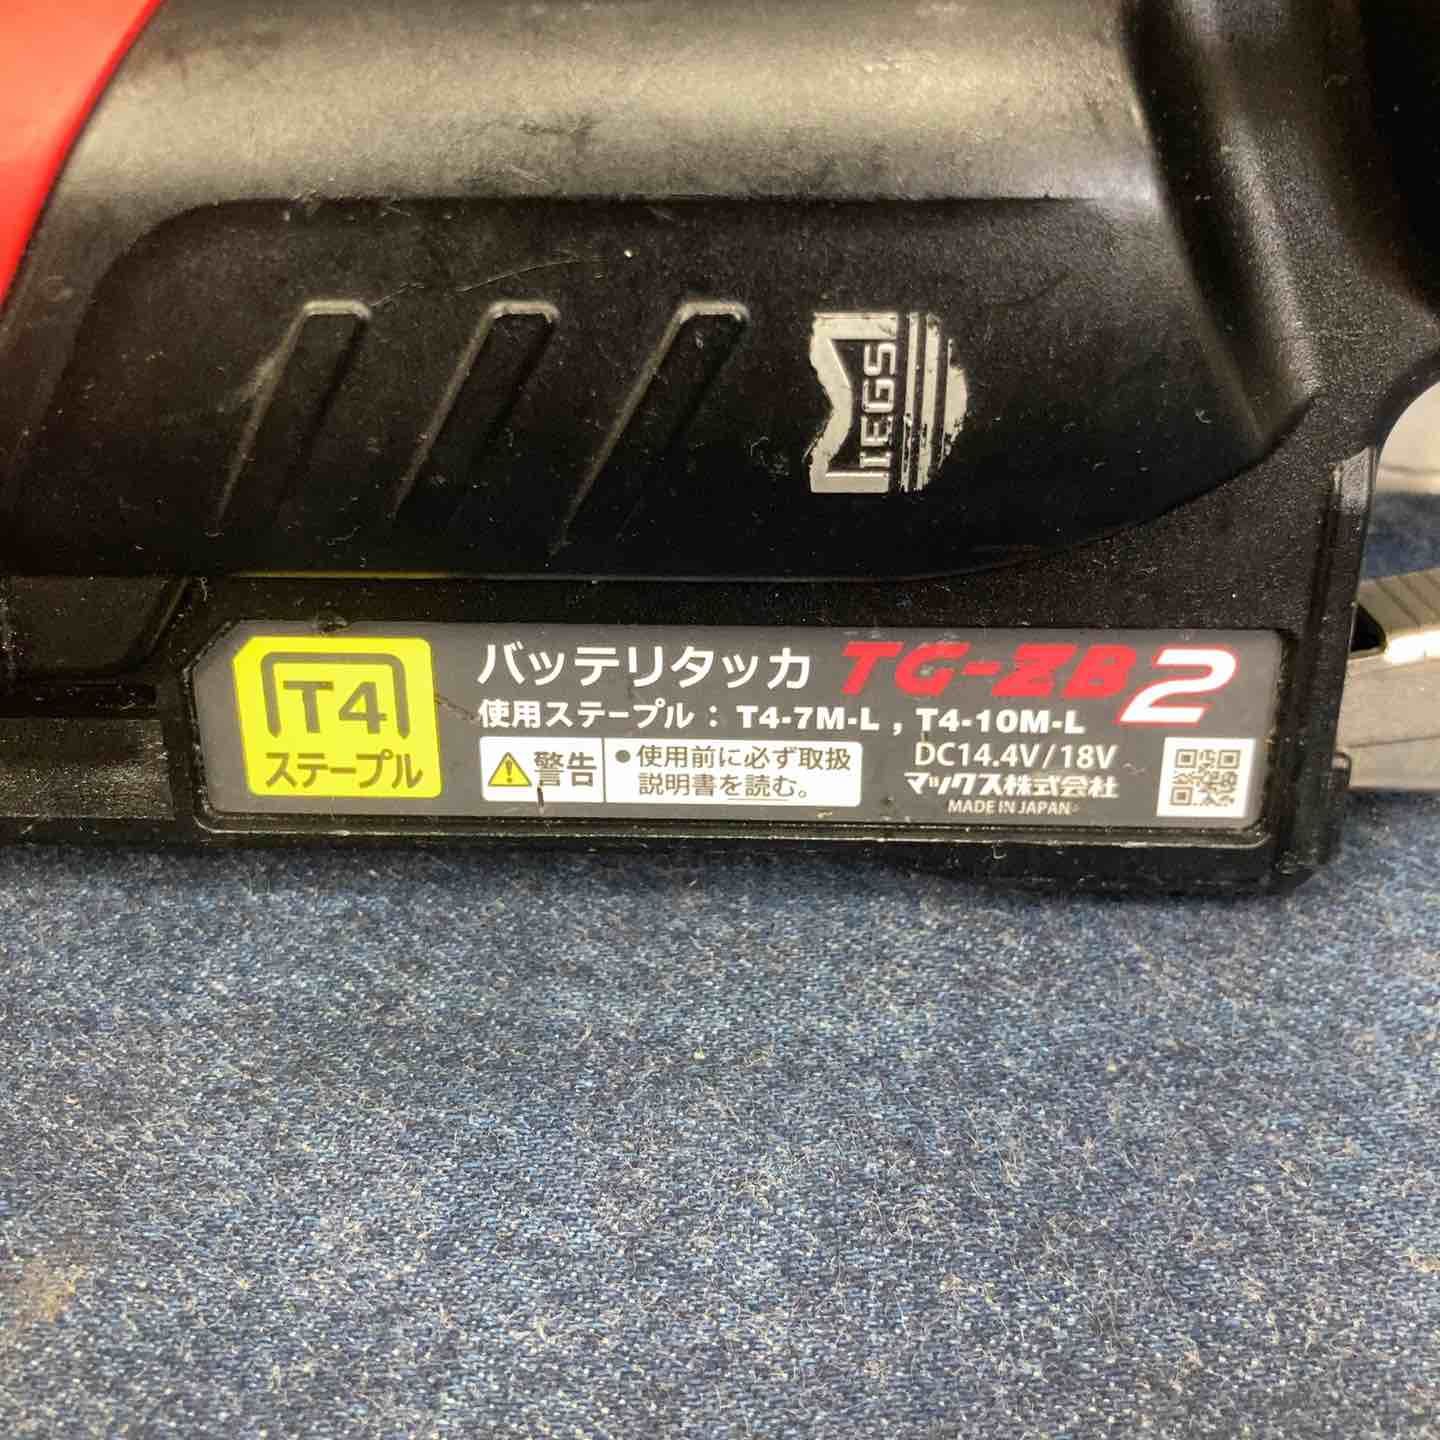 MIEGS
T4
ステープル
バッテリタッカ TG-ZB2
使用ステープル：T4-7M-L , T4-10M-L
警告
●使用前に必ず取扱
説明書を読む。
DC14.4V/18V
マックス株式会社
MADE IN JAPAN